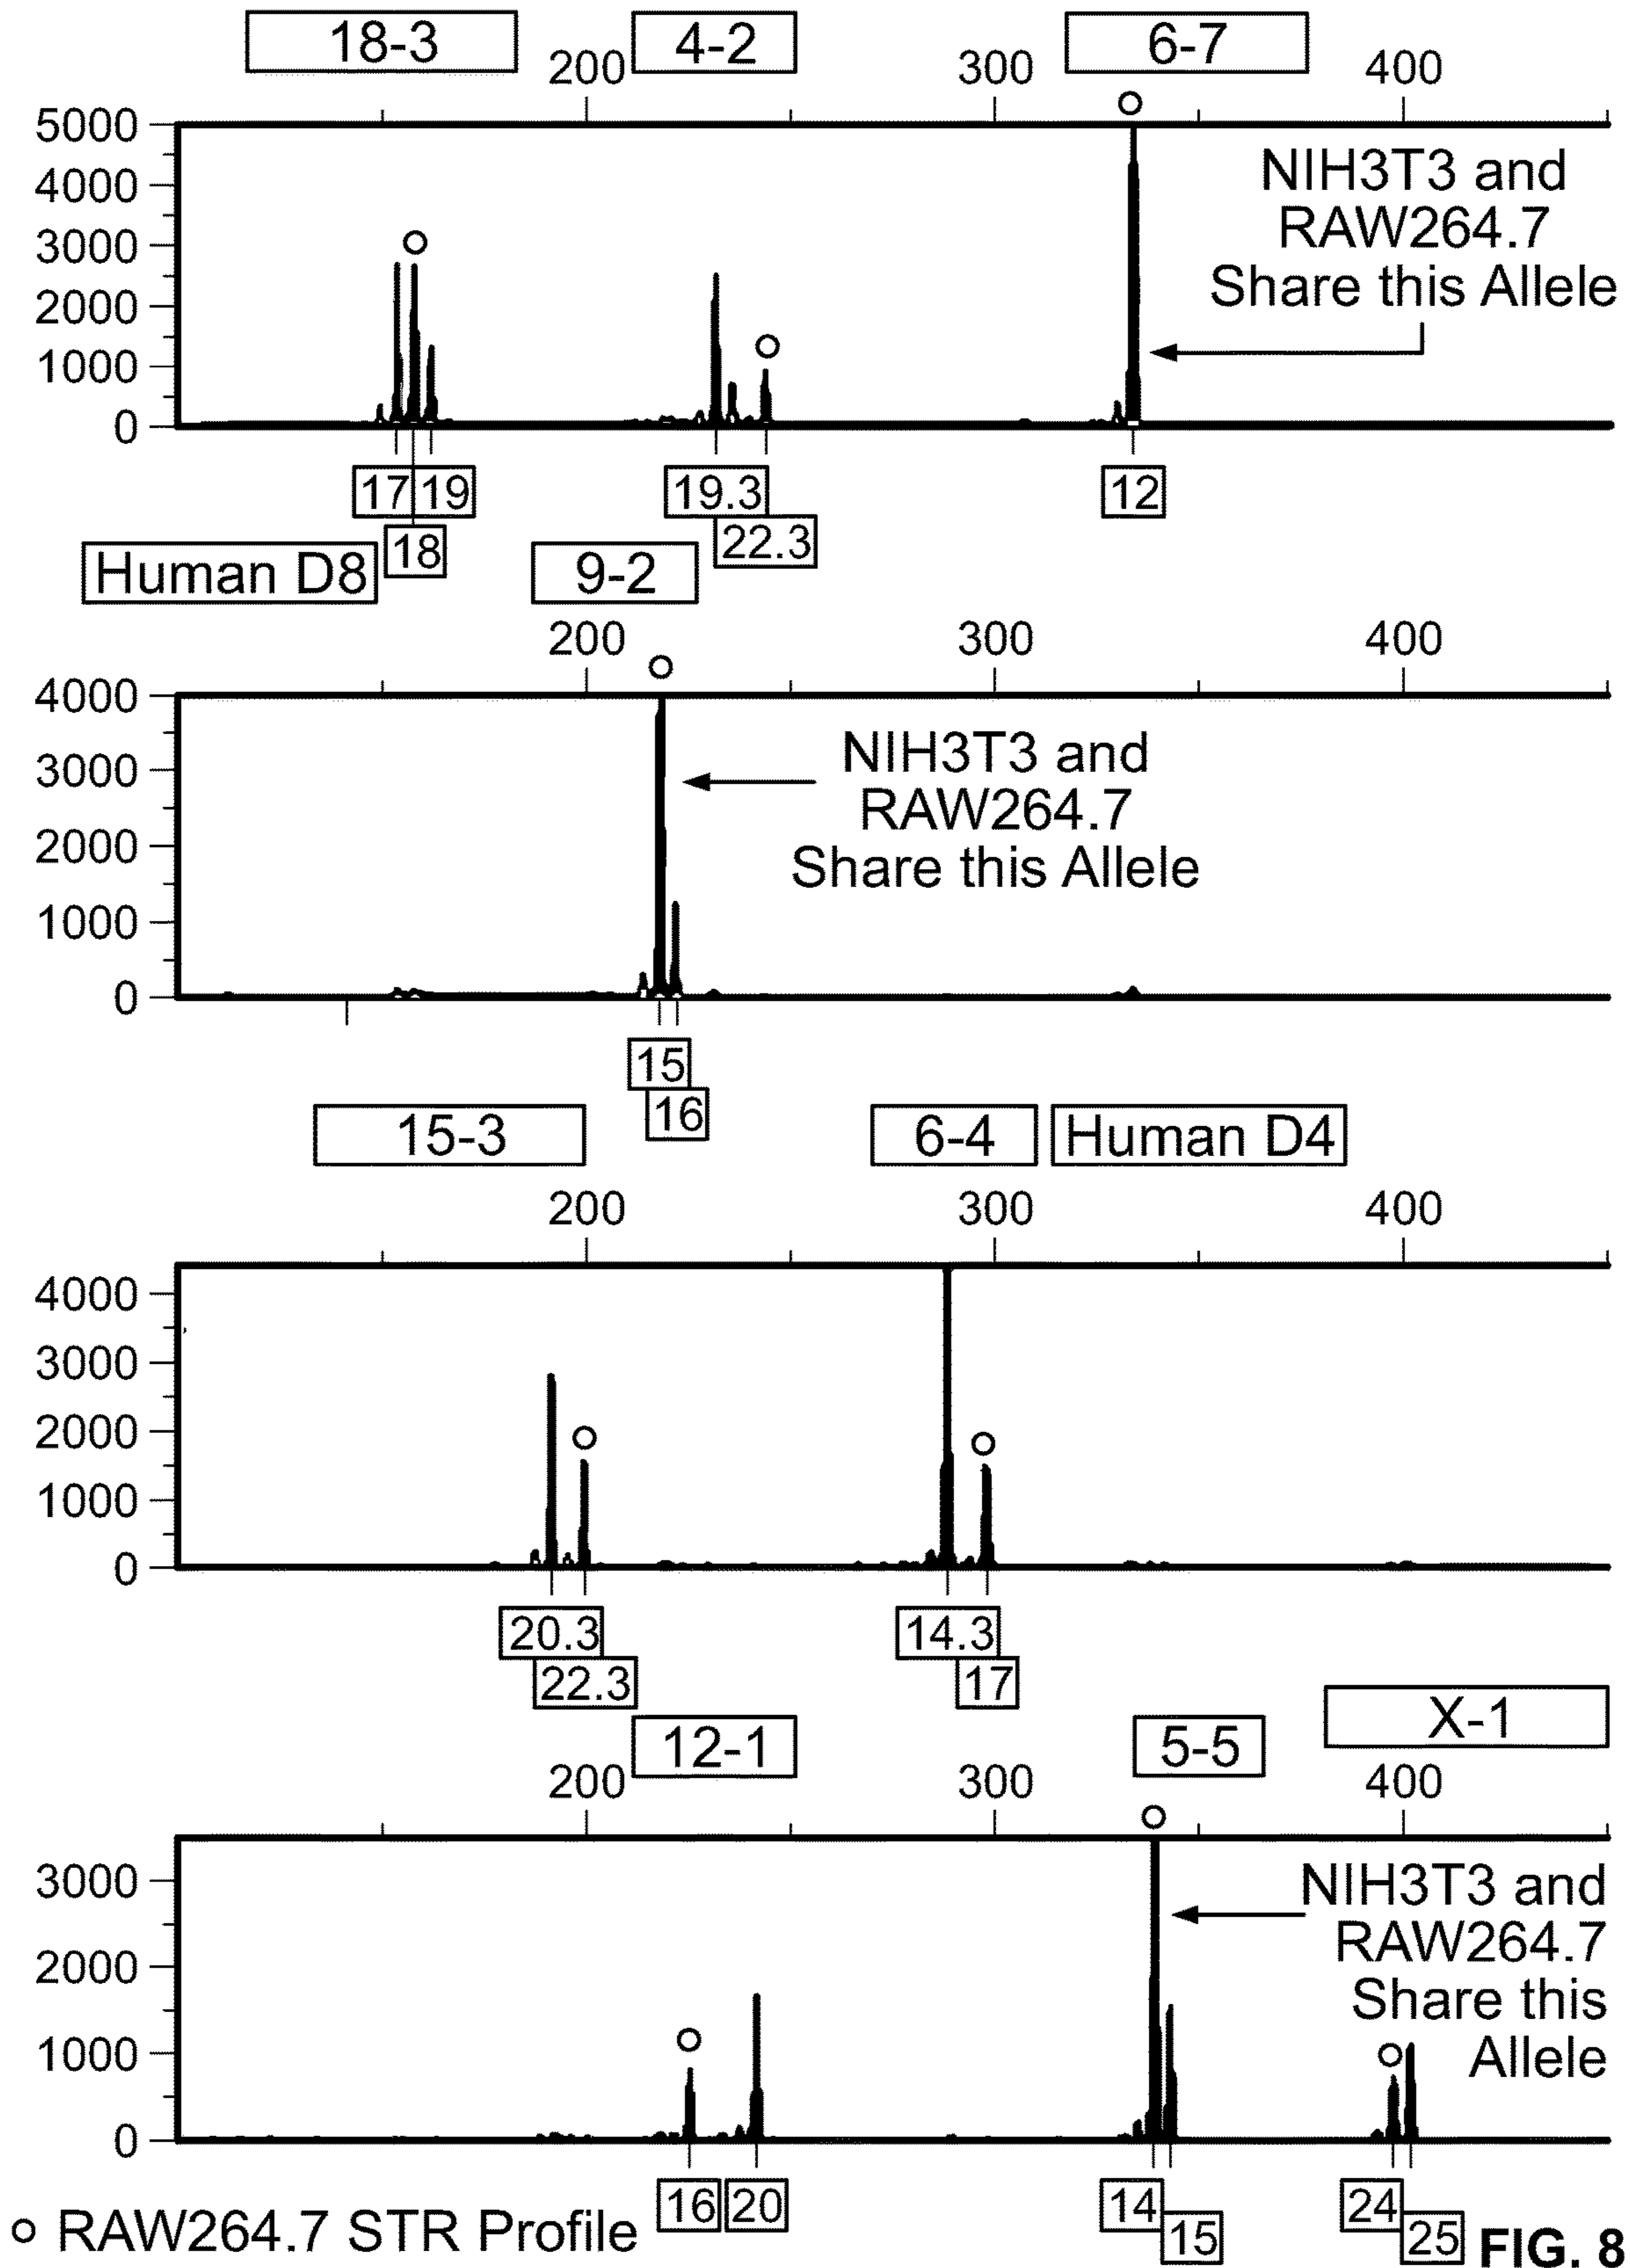 18-3 4-2 6-7
200 300 400
5000
4000
3000
2000
1000
0
NIH3T3 and
RAW264.7
Share this Allele
17 19 19.3 12
18 22.3
Human D8 9-2
200 300 400
4000
3000
2000
1000
0
NIH3T3 and
RAW264.7
Share this Allele
15
16
15-3 6-4 Human D4
200 300 400
4000
3000
2000
1000
0
20.3 14.3
22.3 17
12-1 5-5 X-1
200 300 400
3000
2000
1000
0
NIH3T3 and
RAW264.7
Share this
Allele
16 20 14 24
15 25
RAW264.7 STR Profile
FIG. 8